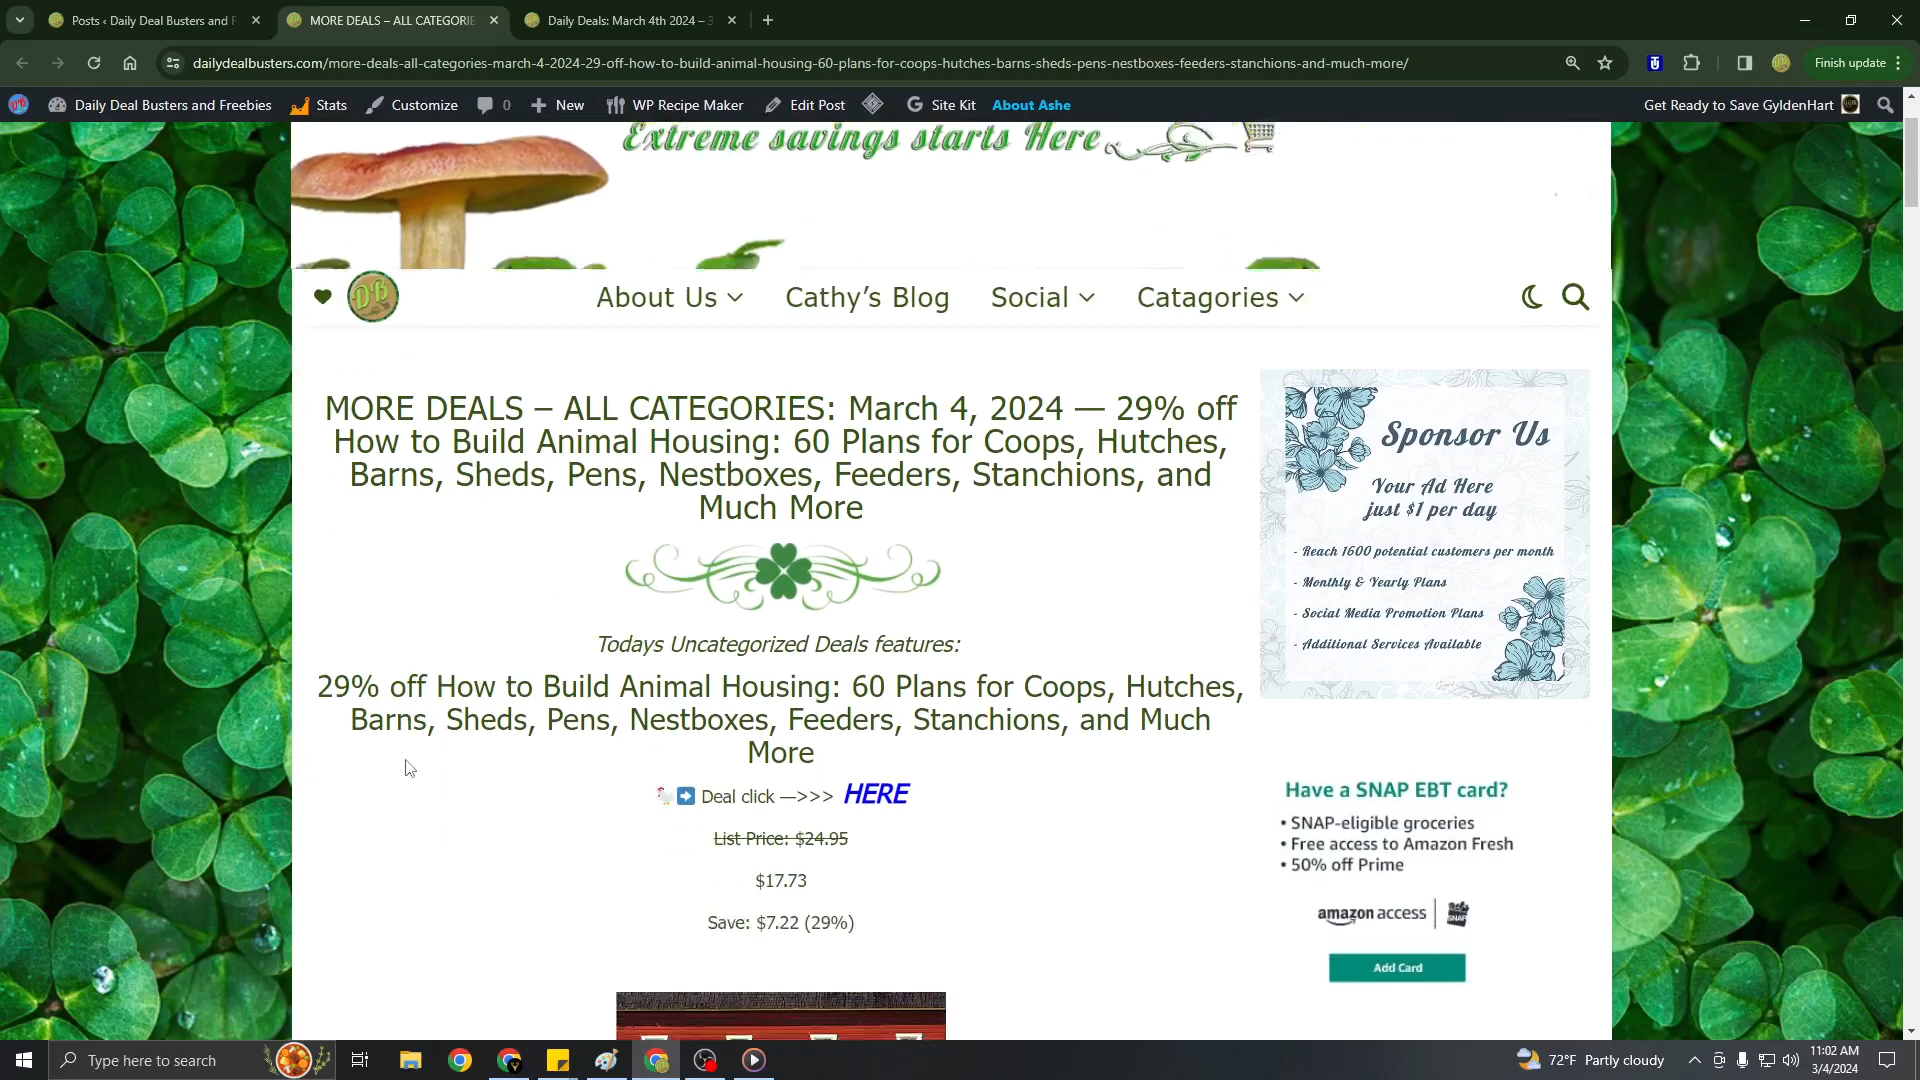 Posts ‹ Daily Deal Busters and F
MORE DEALS – ALL CATEGORIE
Daily Deals: March 4th 2024 – 3
dailydealbusters.com/more-deals-all-categories-march-4-2024-29-off-how-to-build-animal-housing-60-plans-for-coops-hutches-barns-sheds-pens-nestboxes-feeders-stanchions-and-much-more/
Finish update
Daily Deal Busters and Freebies
Stats
Customize
0
New
WP Recipe Maker
Edit Post
Site Kit
About Ashe
Get Ready to Save GyldenHart
Extreme savings starts Here
DB
About Us
Cathy's Blog
Social
Catagories
MORE DEALS – ALL CATEGORIES: March 4, 2024 — 29% off
How to Build Animal Housing: 60 Plans for Coops, Hutches,
Barns, Sheds, Pens, Nestboxes, Feeders, Stanchions, and
Much More
Todays Uncategorized Deals features:
29% off How to Build Animal Housing: 60 Plans for Coops, Hutches,
Barns, Sheds, Pens, Nestboxes, Feeders, Stanchions, and Much
More
🐔➡️ Deal click —>>> HERE
List Price: $24.95
$17.73
Save: $7.22 (29%)
Sponsor Us
Your Ad Here
just $1 per day
- Reach 1600 potential customers per month
- Monthly & Yearly Plans
- Social Media Promotion Plans
- Additional Services Available
Have a SNAP EBT card?
• SNAP-eligible groceries
• Free access to Amazon Fresh
• 50% off Prime
amazon access | SNAP
Add Card
Type here to search
72°F Partly cloudy
11:02 AM
3/4/2024